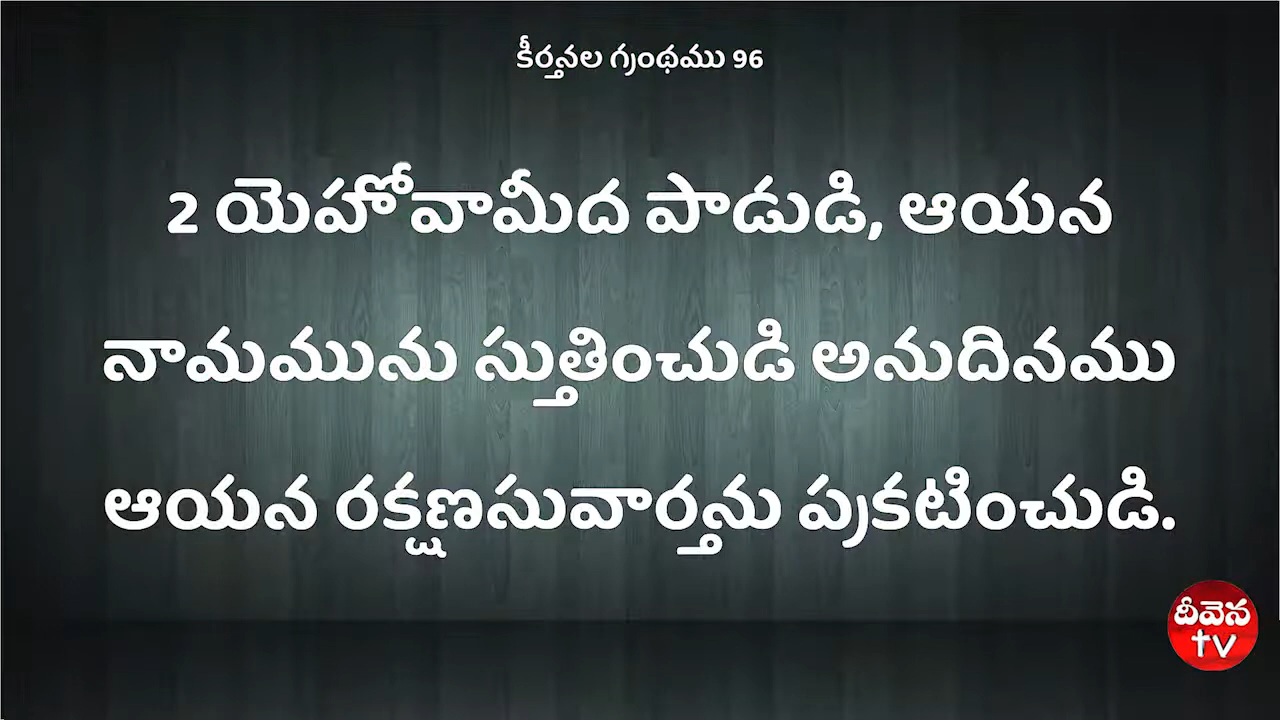 కీర్తనల గ్రంథము 96
2 యెహోవామీద పాడుడి, ఆయన
నామమును స్తుతించుడి అనుదినము
ఆయన రక్షణసువార్తను ప్రకటించుడి.
దీవెన
tv